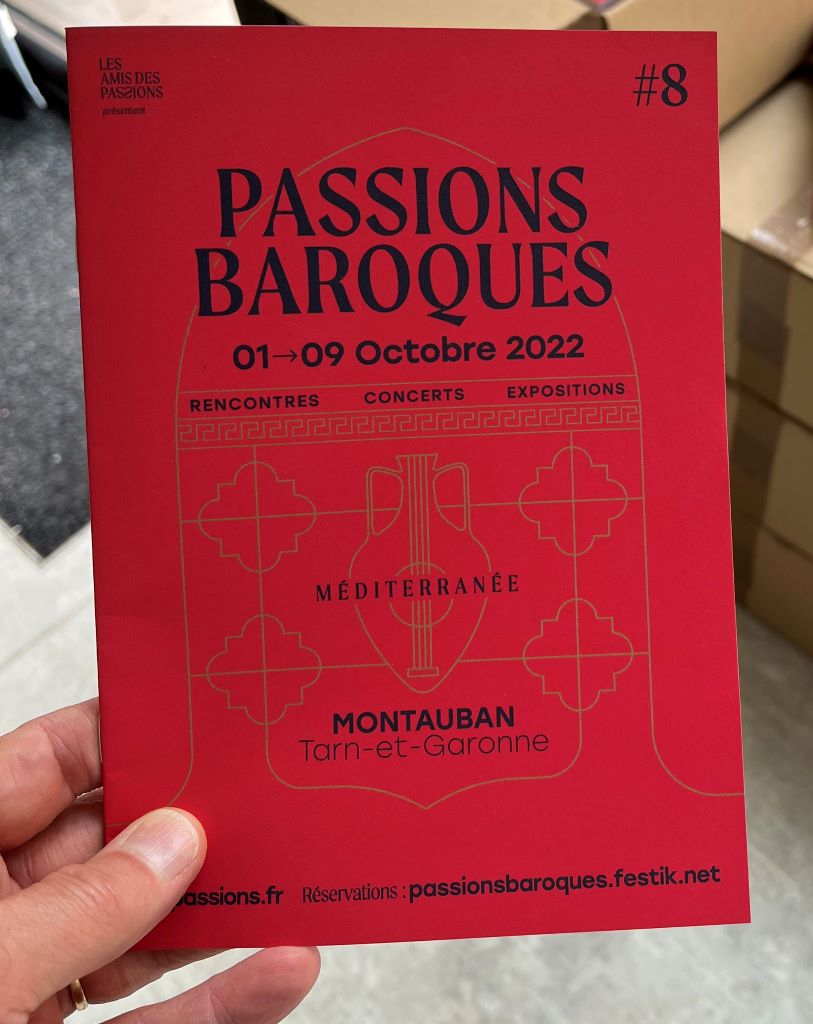 LES
AMIS DES
PASSIONS
présentent
#8
PASSIONS
BAROQUES
01→09 Octobre 2022
RENCONTRES CONCERTS EXPOSITIONS
MÉDITERRANÉE
MONTAUBAN
Tarn-et-Garonne
passions.fr Réservations : passionsbaroques.festik.net